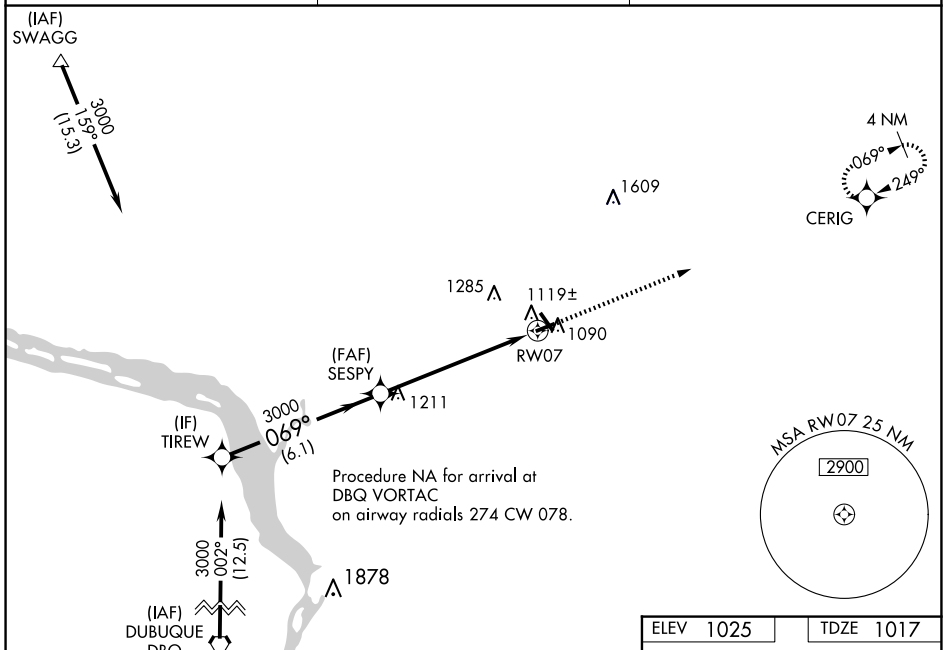 (IAF)
SWAGG
3000
159°
(15.3)
4 NM
069°
249°
CERIG
1609
1285
1119±
1090
RW07
(FAF)
SESPY
1211
(IF)
TIREW
3000
069°
(6.1)
Procedure NA for arrival at
DBQ VORTAC
on airway radials 274 CW 078.
MSA RW07 25 NM
2900
3000
002°
(12.5)
1878
(IAF)
DUBUQUE
DBQ
ELEV 1025
TDZE 1017